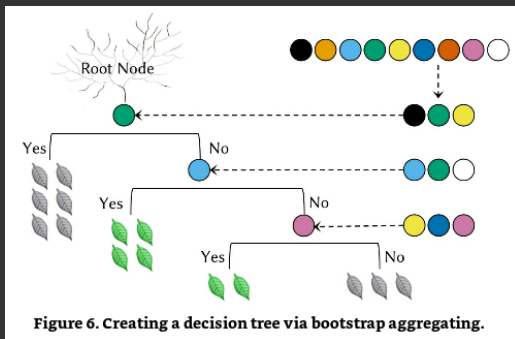 Root Node
Yes
No
Yes
No
Yes
No
Figure 6. Creating a decision tree via bootstrap aggregating.